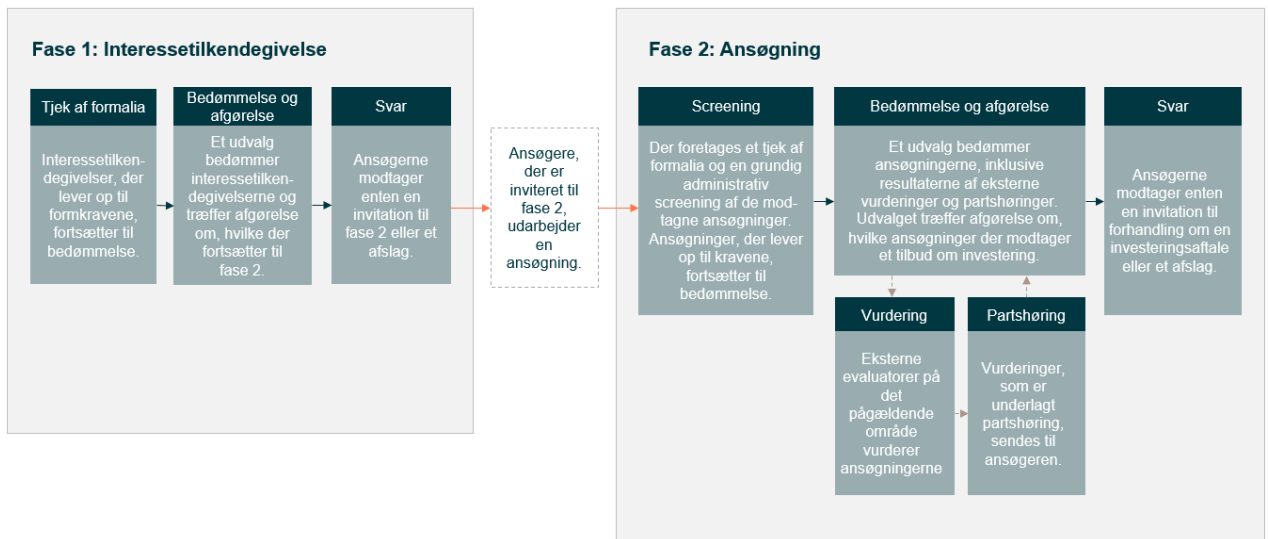 Fase 1: Interessetilkendegivelse
Tjek af formalia
Interessetilken-
degivelser, der
lever op til
formkravene,
fortsætter til
bedømmelse.
Bedømmelse og
afgørelse
Et udvalg
bedømmer
interessetilken-
degivelserne og
træffer afgørelse
om, hvilke der
fortsætter til
fase 2.
Svar
Ansøgerne
modtager
enten en
invitation til
fase 2 eller et
afslag.
Ansøgere,
der er
inviteret til
fase 2,
udarbejder
en
ansøgning.
Fase 2: Ansøgning
Screening
Der foretages et tjek af
formalia og en grundig
administrativ
screening af de mod-
tagne ansøgninger.
Ansøgninger, der lever
op til kravene,
fortsætter til
bedømmelse.
Bedømmelse og afgørelse
Et udvalg bedømmer
ansøgningerne, inklusive
resultaterne af eksterne
vurderinger og partshøringer.
Udvalget træffer afgørelse om,
hvilke ansøgninger der modtager
et tilbud om investering.
Vurdering
Eksterne
evaluatorer på
det
pågældende
område
vurderer
ansøgningerne
Partshøring
Vurderinger,
som er
underlagt
partshøring,
sendes til
ansøgeren.
Svar
Ansøgerne
modtager enten
en invitation til
forhandling om en
investeringsaftale
eller et afslag.